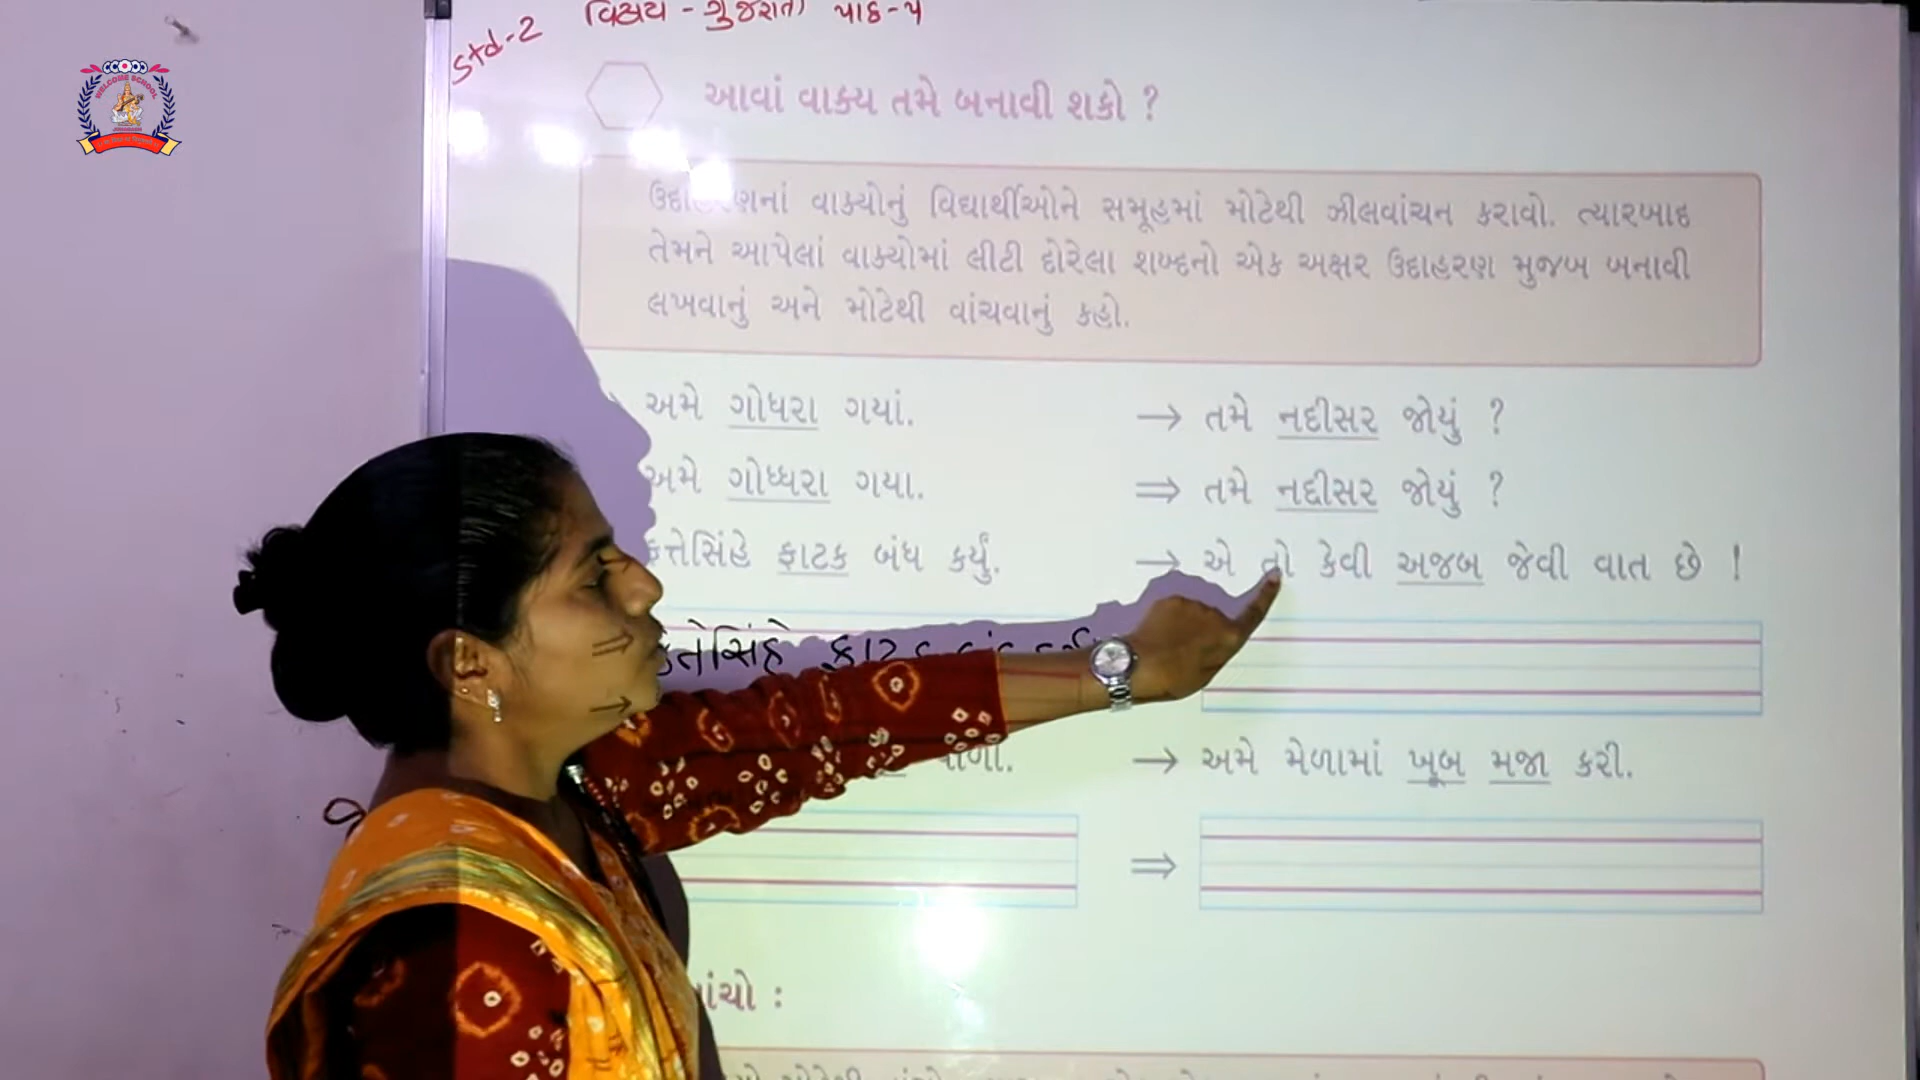 WELCOME SCHOOL
Std-2
વિષય - ગુજરાતી પાઠ - ૫
આવાં વાક્ય તમે બનાવી શકો ?
ઉદાહરણનાં વાક્યોનું વિદ્યાર્થીઓને સમૂહમાં મોટેથી ઝીલવાંચન કરાવો. ત્યારબાદ
તેમને આપેલાં વાક્યોમાં લીટી દોરેલા શબ્દનો એક અક્ષર ઉદાહરણ મુજબ બનાવી
લખવાનું અને મોટેથી વાંચવાનું કહો.
અમે ગોધરા ગયાં.
→ તમે નદીસર જોયું ?
અમે ગોધ્ધરા ગયા.
⇒ તમે નદ્દીસર જોયું ?
ફત્તેસિંહે ફાટક બંધ કર્યું.
→ એ તો કેવી અજબ જેવી વાત છે !
⇒
→
→ અમે મેળામાં ખૂબ મજા કરી.
⇒